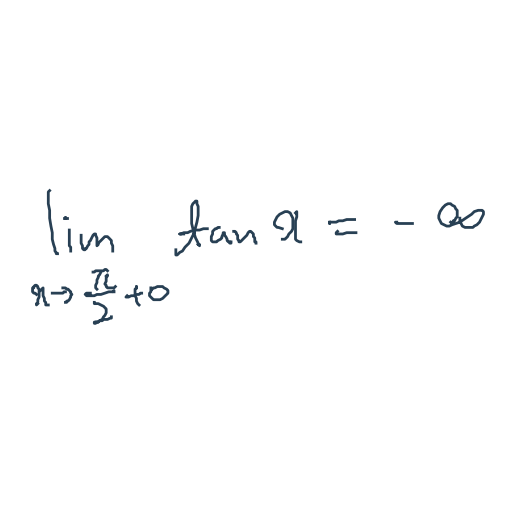 lim tan x = - ∞
x→π/2+0